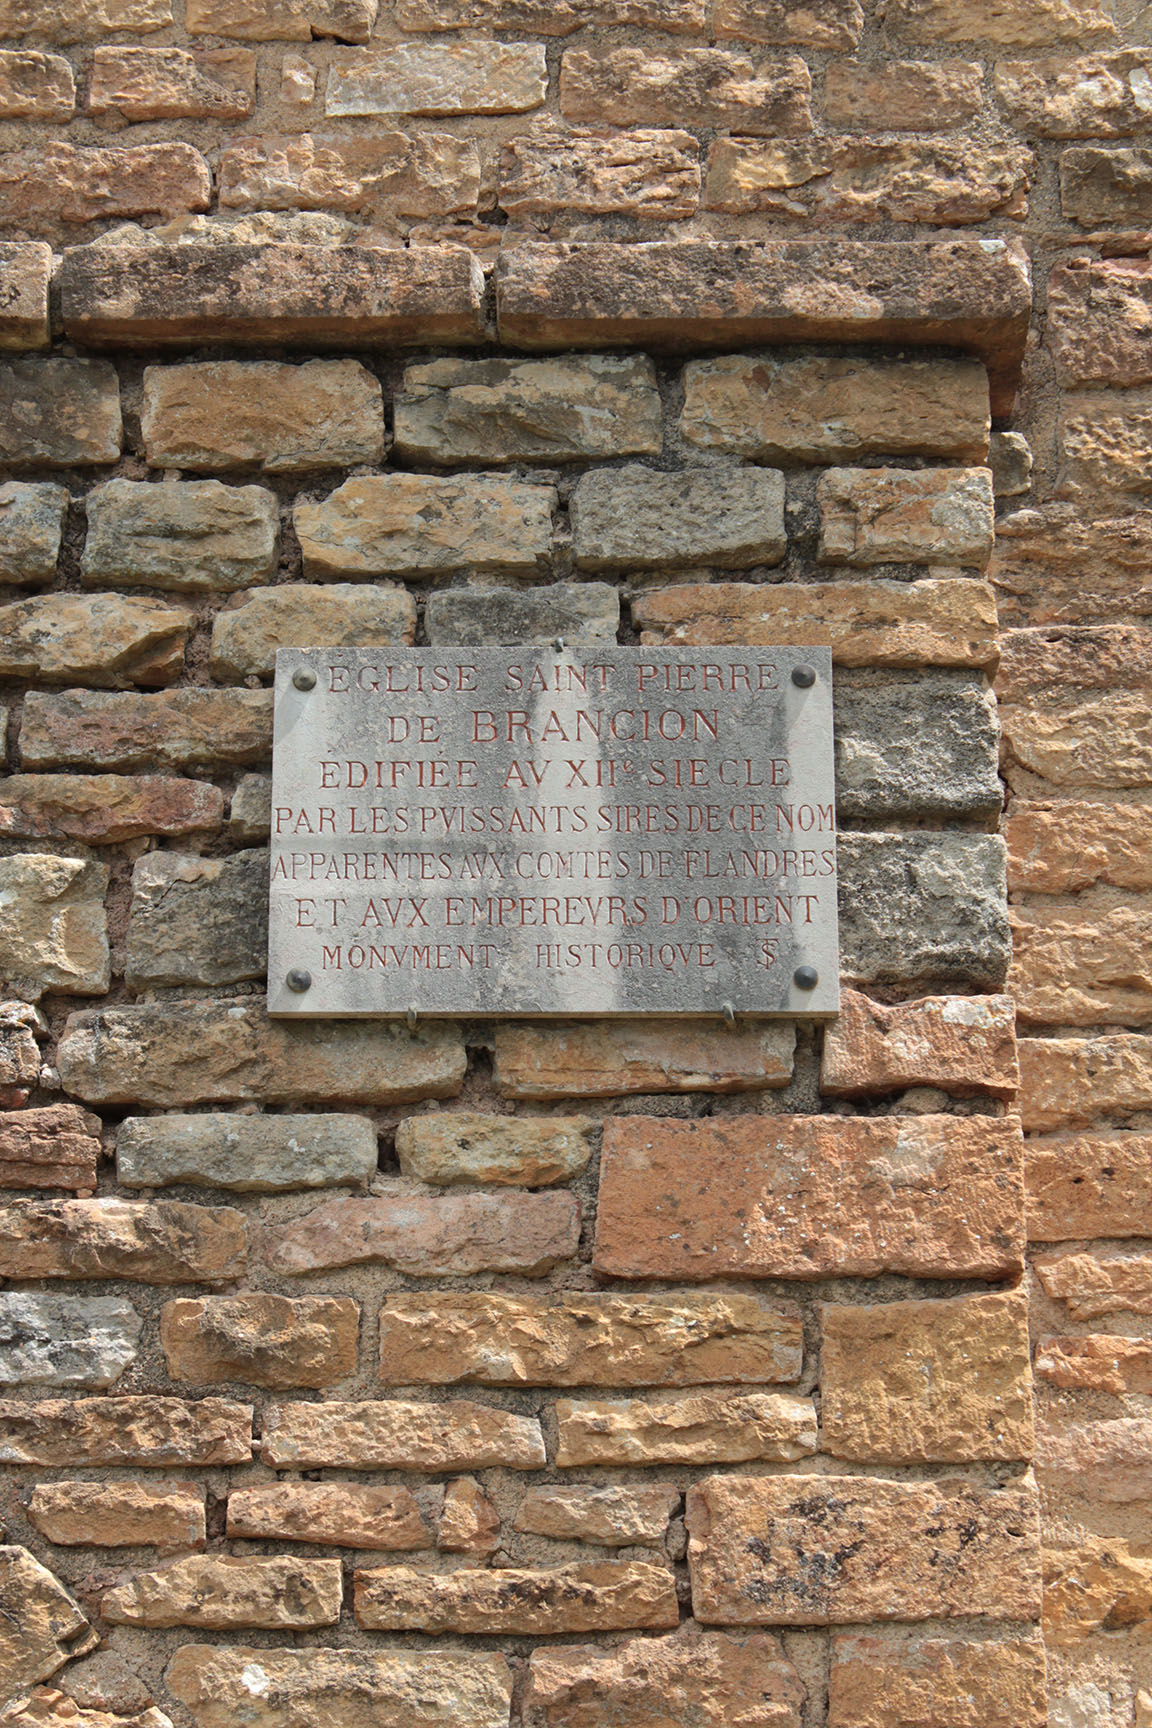 EGLISE SAINT PIERRE
DE BRANCION
EDIFIÉE AV XIIe SIECLE
PAR LES PVISSANTS SIRES DE CE NOM
APPARENTES AVX COMTES DE FLANDRES
ET AVX EMPEREVRS D'ORIENT
MONVMENT HISTORIQVE